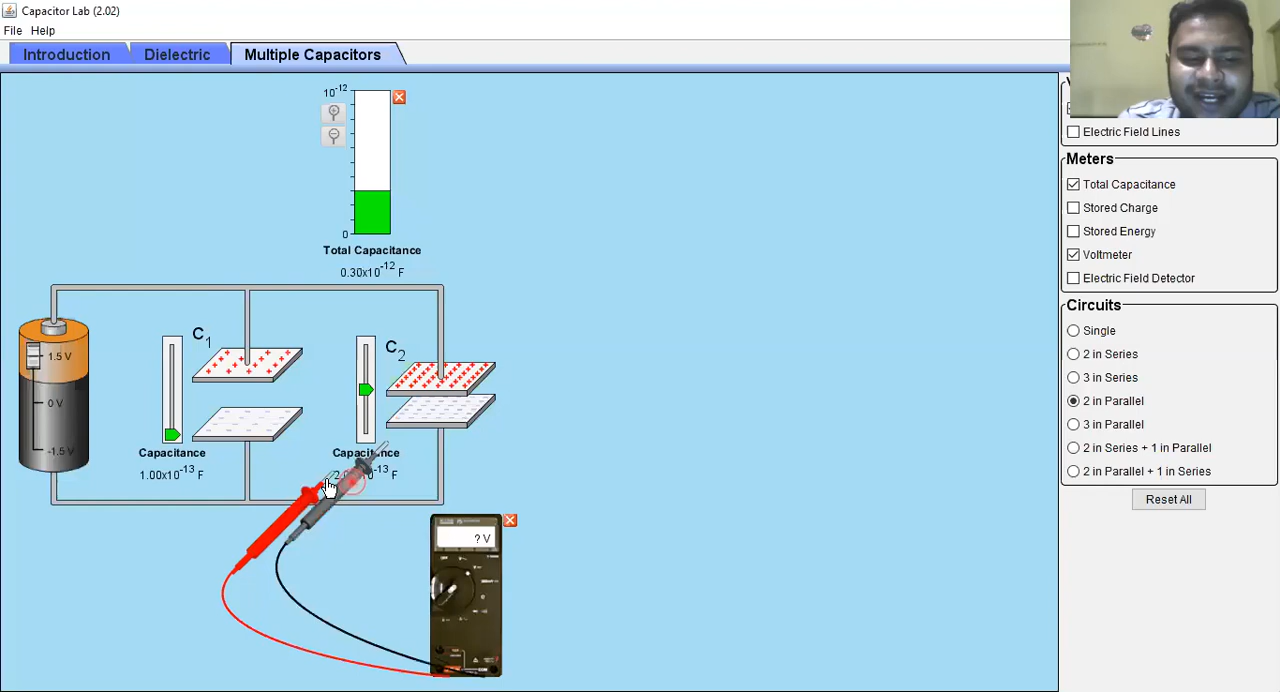 Capacitor Lab (2.02)
File Help
Introduction Dielectric Multiple Capacitors
10-12
0
Total Capacitance
0.30x10-12 F
1.5 V
0 V
-1.5 V
C1
Capacitance
1.00x10-13 F
C2
Capacitance
-13 F
? V
Electric Field Lines
Meters
Total Capacitance
Stored Charge
Stored Energy
Voltmeter
Electric Field Detector
Circuits
Single
2 in Series
3 in Series
2 in Parallel
3 in Parallel
2 in Series + 1 in Parallel
2 in Parallel + 1 in Series
Reset All